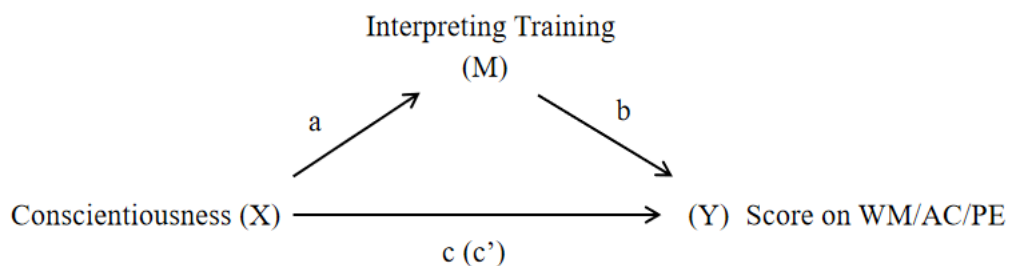 Interpreting Training
(M)
a
b
Conscientiousness (X)
(Y) Score on WM/AC/PE
c (c’)